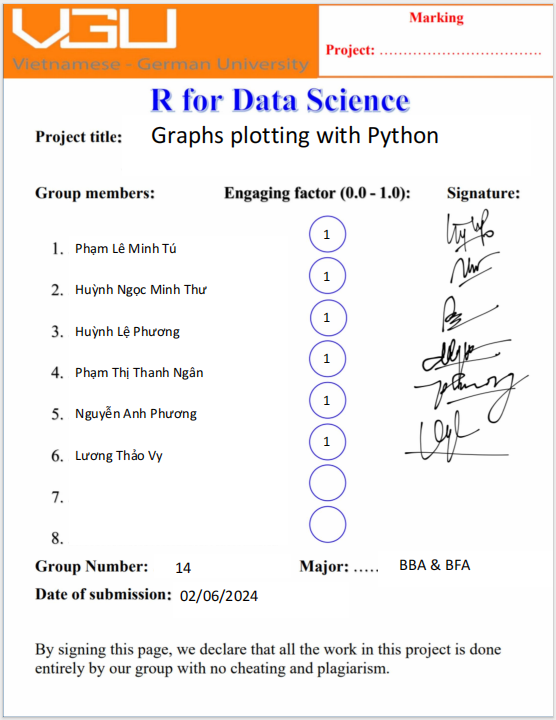 VGU
Vietnamese - German University
Marking
Project: ....................................
R for Data Science
Project title: Graphs plotting with Python
Group members: Engaging factor (0.0 - 1.0): Signature:
1. Phạm Lê Minh Tú 1
2. Huỳnh Ngọc Minh Thư 1
3. Huỳnh Lệ Phương 1
4. Phạm Thị Thanh Ngân 1
5. Nguyễn Anh Phương 1
6. Lương Thảo Vy 1
7.
8.
Group Number: 14 Major: ..... BBA & BFA
Date of submission: 02/06/2024
By signing this page, we declare that all the work in this project is done
entirely by our group with no cheating and plagiarism.